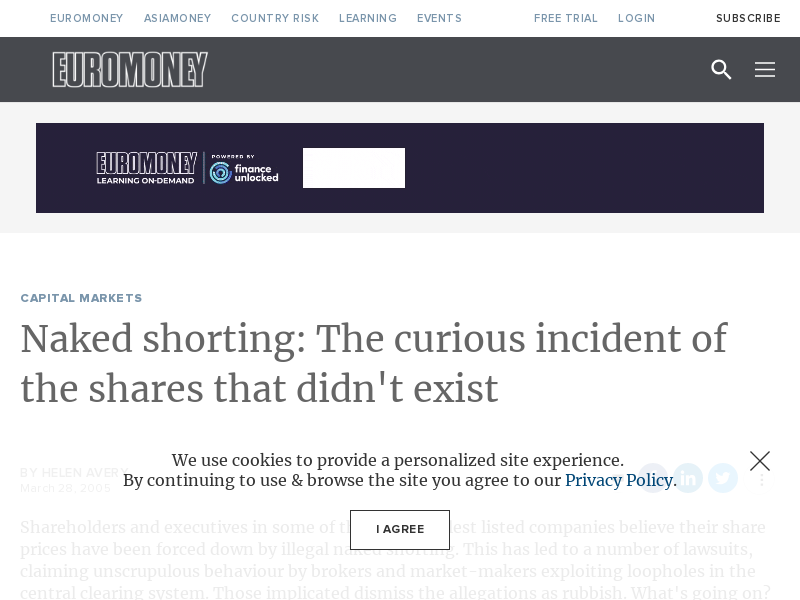 EUROMONEY ASIAMONEY COUNTRY RISK LEARNING EVENTS FREE TRIAL LOGIN SUBSCRIBE
EUROMONEY
EUROMONEY
LEARNING ON-DEMAND
POWERED BY
finance
unlocked
CAPITAL MARKETS
Naked shorting: The curious incident of
the shares that didn't exist
BY HELEN AVERY
March 28, 2005
We use cookies to provide a personalized site experience.
By continuing to use & browse the site you agree to our Privacy Policy.
I AGREE
Shareholders and executives in some of listed companies believe their share
prices have been forced down by illegal naked shorting. This has led to a number of lawsuits,
claiming unscrupulous behaviour by brokers and market-makers exploiting loopholes in the
central clearing system. Those implicated dismiss the allegations as rubbish. What's going on?